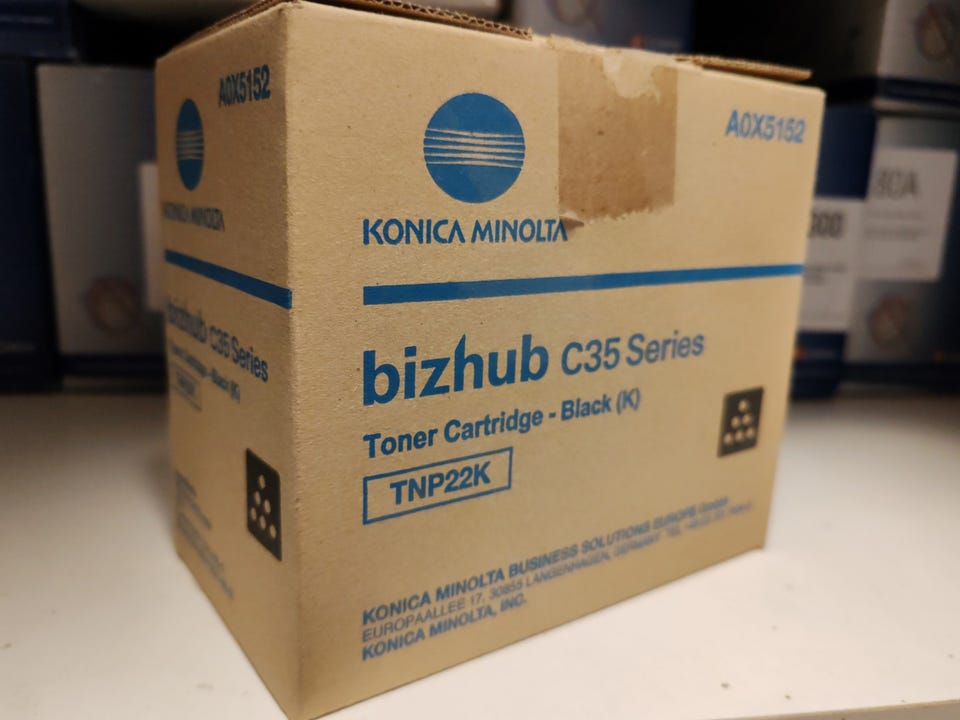 A0X5152
KONICA MINOLTA
bizhub C35 Series
A0X5152
KONICA MINOLTA
bizhub C35 Series
Toner Cartridge - Black (K)
TNP22K
KONICA MINOLTA BUSINESS SOLUTIONS EUROPE GmbH
EUROPAALLEE 17, 30855 LANGENHAGEN, GERMANY
KONICA MINOLTA, INC.
80A